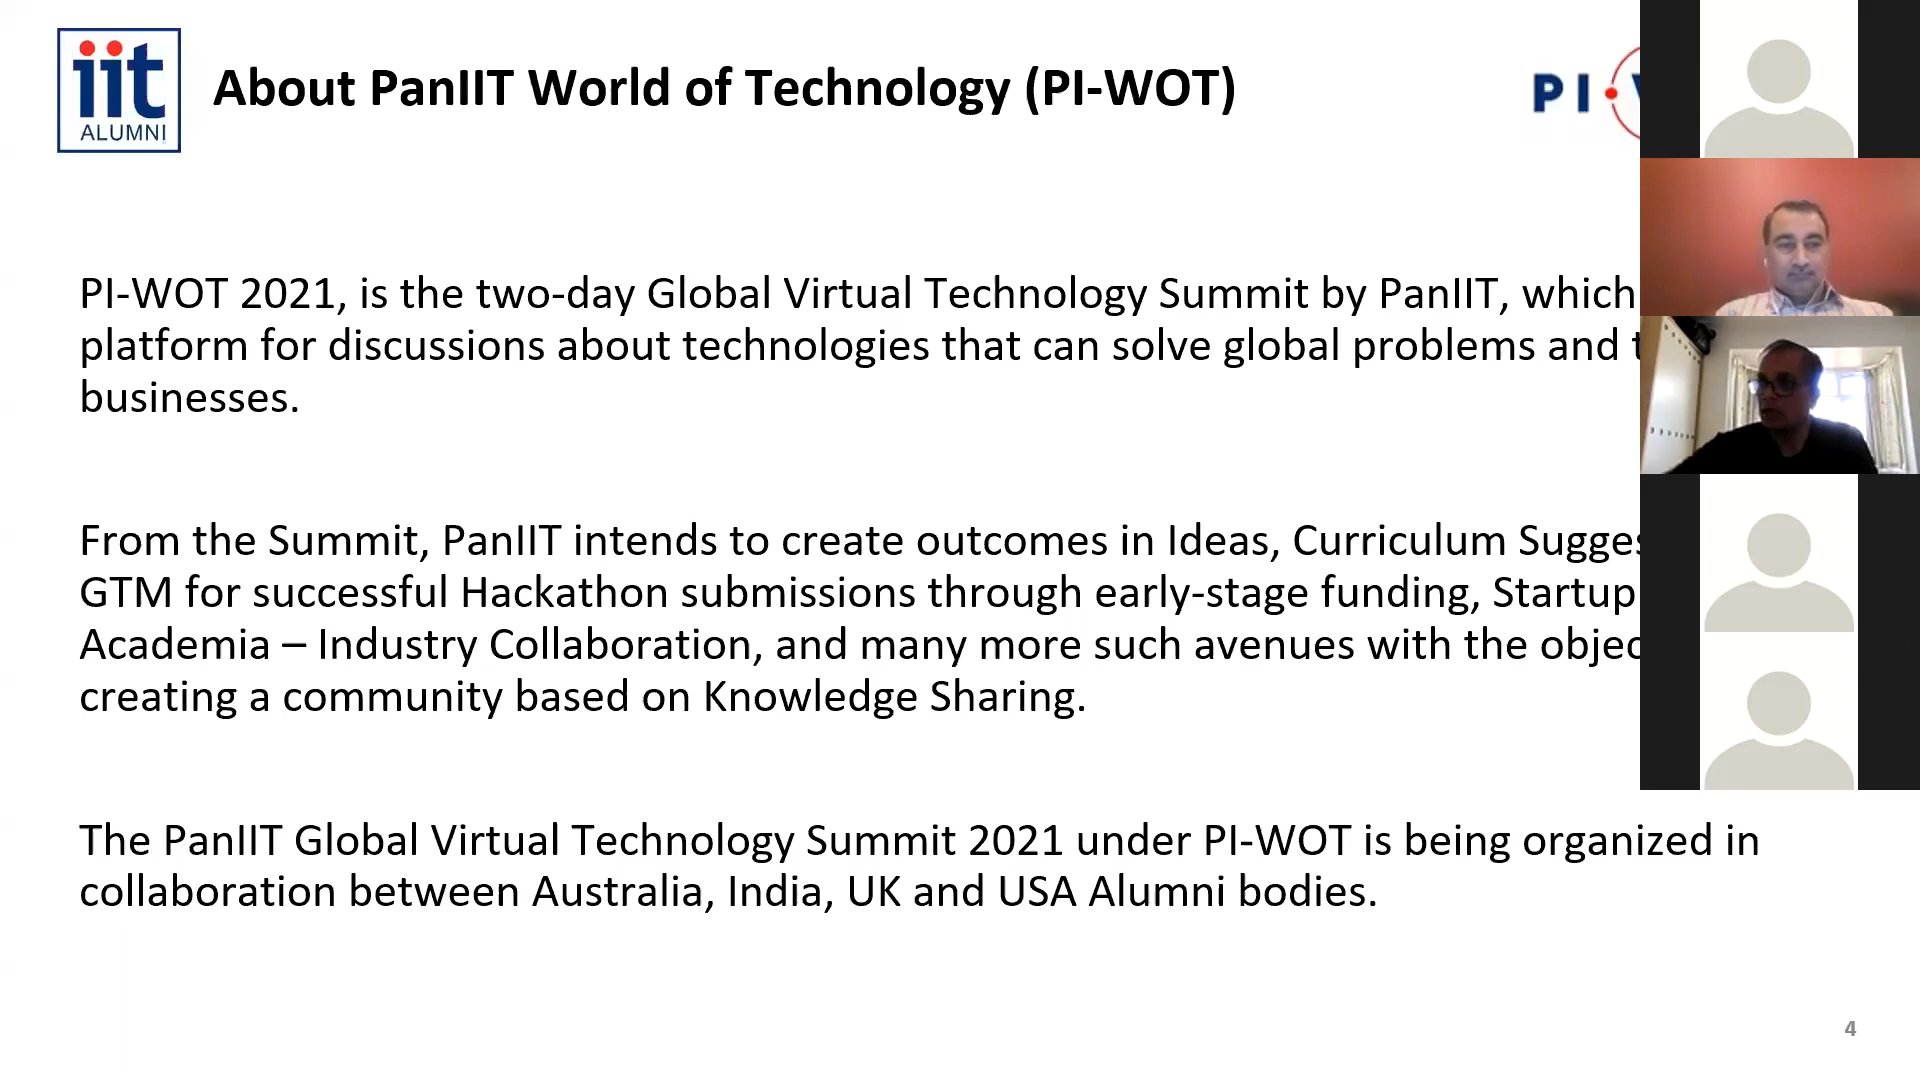 iit
ALUMNI
About PanIIT World of Technology (PI-WOT)
PI
PI-WOT 2021, is the two-day Global Virtual Technology Summit by PanIIT, which
platform for discussions about technologies that can solve global problems and
businesses.
From the Summit, PanIIT intends to create outcomes in Ideas, Curriculum
GTM for successful Hackathon submissions through early-stage funding, Startup
Academia – Industry Collaboration, and many more such avenues with the
creating a community based on Knowledge Sharing.
The PanIIT Global Virtual Technology Summit 2021 under PI-WOT is being organized in
collaboration between Australia, India, UK and USA Alumni bodies.
4